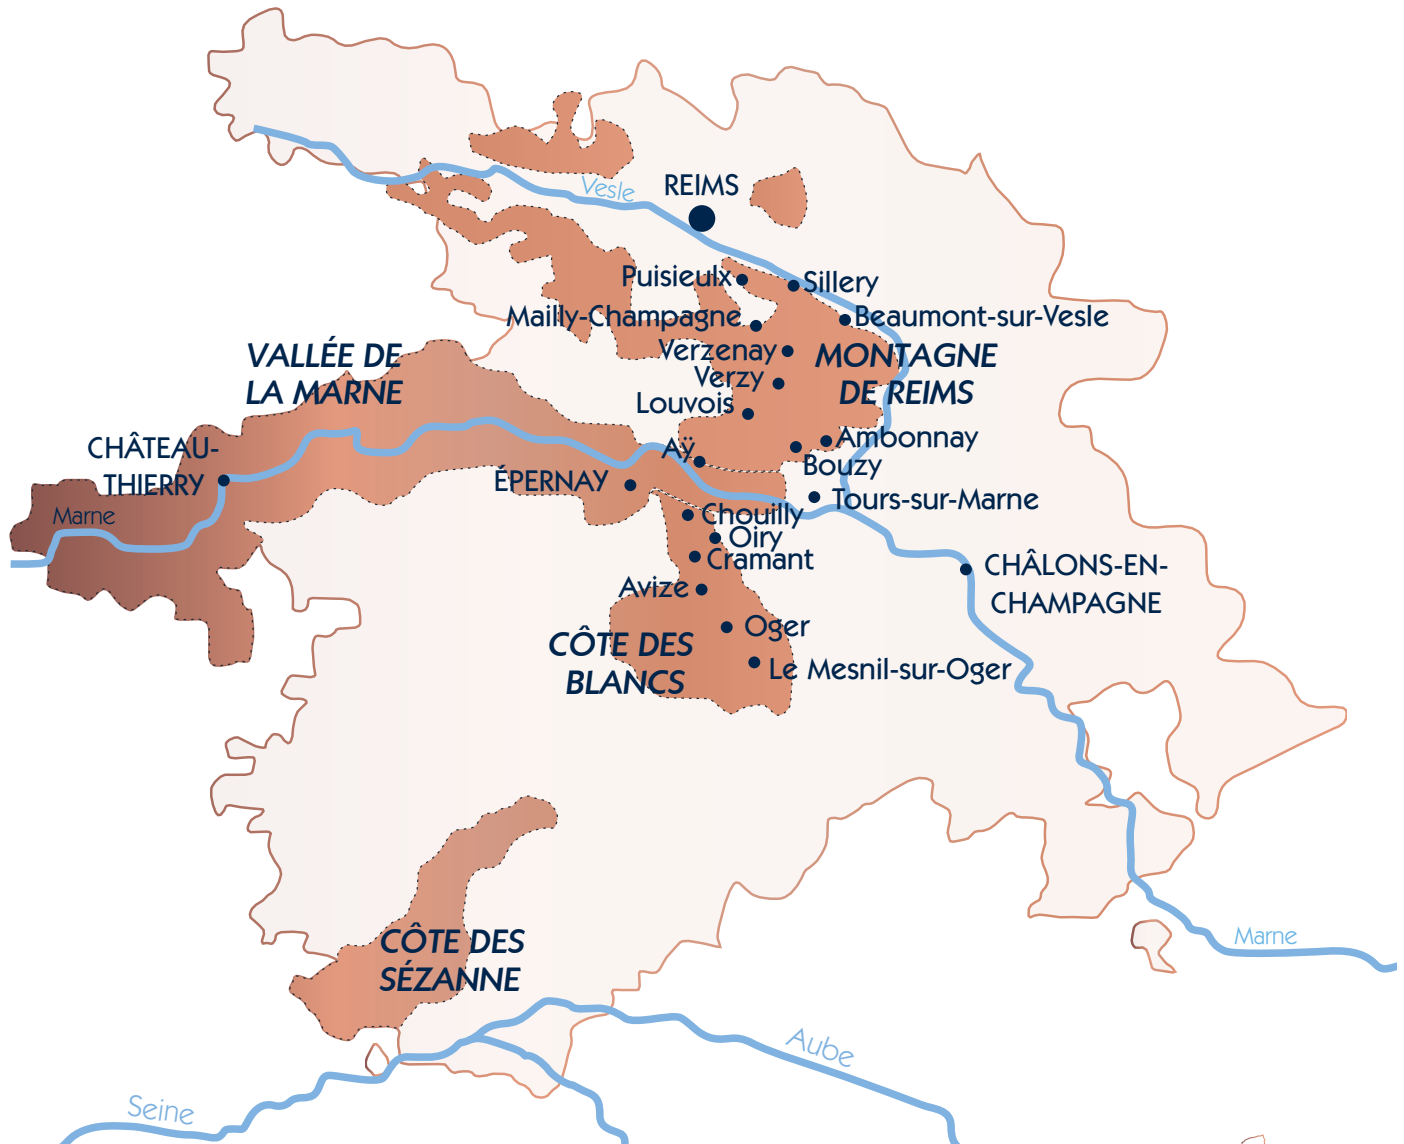 Vesle
REIMS
Puisieulx
Sillery
Mailly-Champagne
Beaumont-sur-Vesle
VALLÉE DE
LA MARNE
Verzenay
MONTAGNE
DE REIMS
Verzy
Louvois
CHÂTEAU-
THIERRY
Aÿ
Ambonnay
Bouzy
ÉPERNAY
Tours-sur-Marne
Marne
Chouilly
Oiry
Cramant
CHÂLONS-EN-
CHAMPAGNE
Avize
Oger
CÔTE DES
BLANCS
Le Mesnil-sur-Oger
CÔTE DES
SÉZANNE
Marne
Aube
Seine